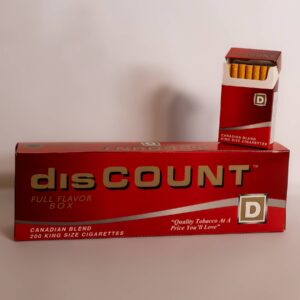 D
CANADIAN BLEND
KING SIZE CIGARETTES
disCOUNT™
FULL FLAVOR
BOX
D
CANADIAN BLEND
200 KING SIZE CIGARETTES
"Quality Tobacco At A
Price You'll Love"